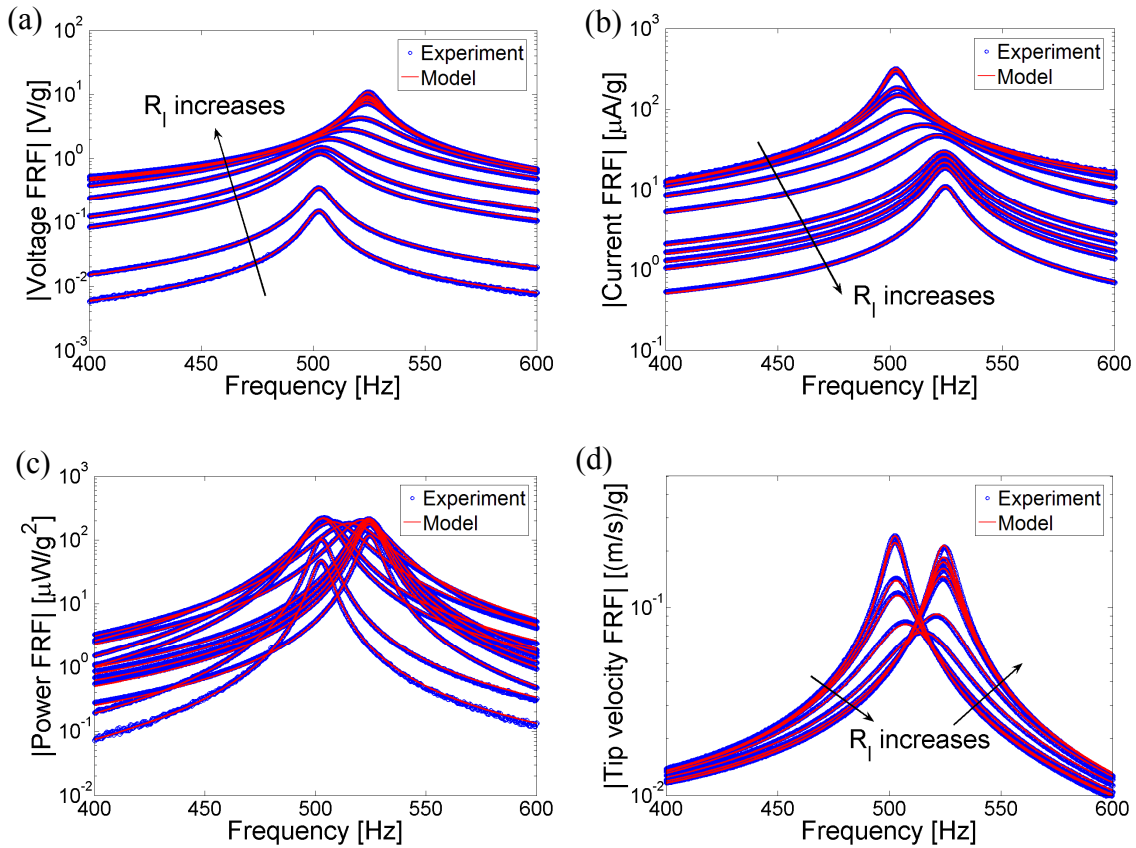 (a)
|Voltage FRF| [V/g]
10^2
10^1
10^0
10^-1
10^-2
10^-3
400
450
500
550
600
Frequency [Hz]
R_l increases
Experiment
Model
(b)
|Current FRF| [μA/g]
10^3
10^2
10^1
10^0
10^-1
400
450
500
550
600
Frequency [Hz]
R_l increases
Experiment
Model
(c)
|Power FRF| [μW/g^2]
10^3
10^2
10^1
10^0
10^-1
10^-2
400
450
500
550
600
Frequency [Hz]
Experiment
Model
(d)
|Tip velocity FRF| [(m/s)/g]
10^-1
10^-2
400
450
500
550
600
Frequency [Hz]
R_l increases
Experiment
Model